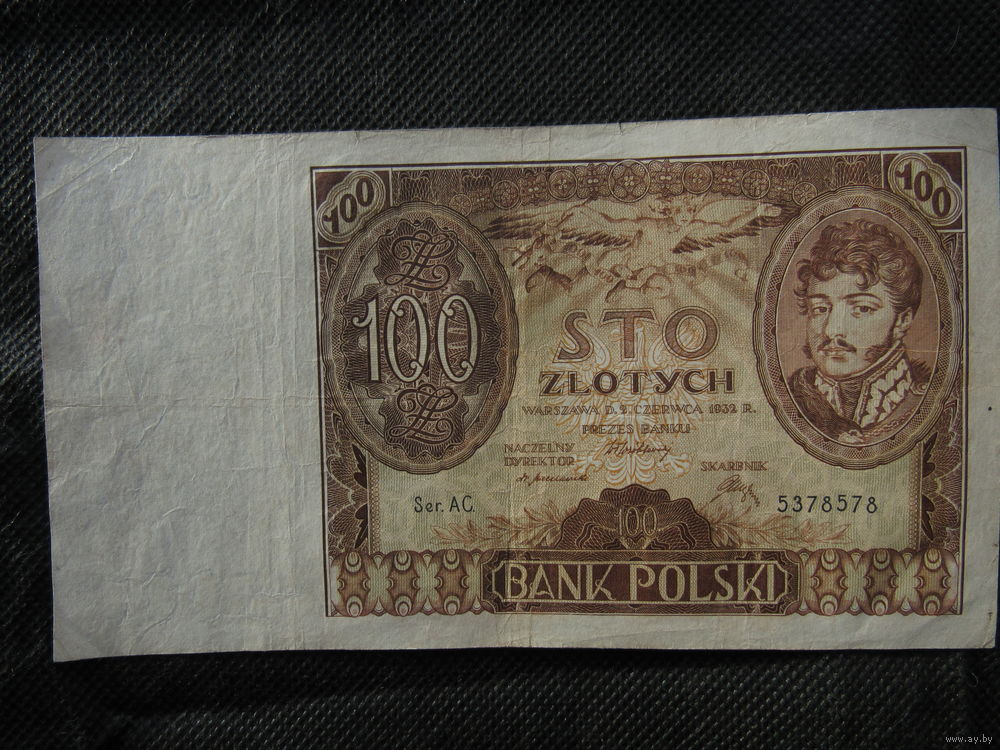 100
100
100
STO
ZŁOTYCH
WARSZAWA D. 2. CZERWCA 1932 R.
PREZES BANKU
NACZELNY
DYREKTOR
SKARBNIK
Ser. AC.
5378578
100
BANK POLSKI
www.ay.by